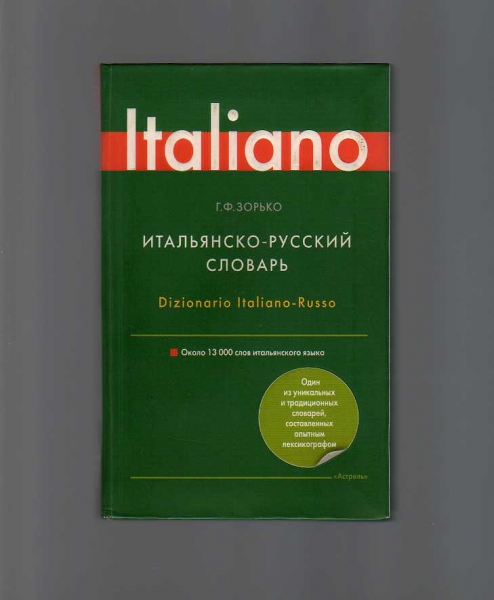 Italiano
Г.Ф.ЗОРЬКО
ИТАЛЬЯНСКО-РУССКИЙ
СЛОВАРЬ
Dizionario Italiano-Russo
Около 13 000 слов итальянского языка
Один
из уникальных
и традиционных
словарей,
составленных
опытным
лексикографом
«Астрель»